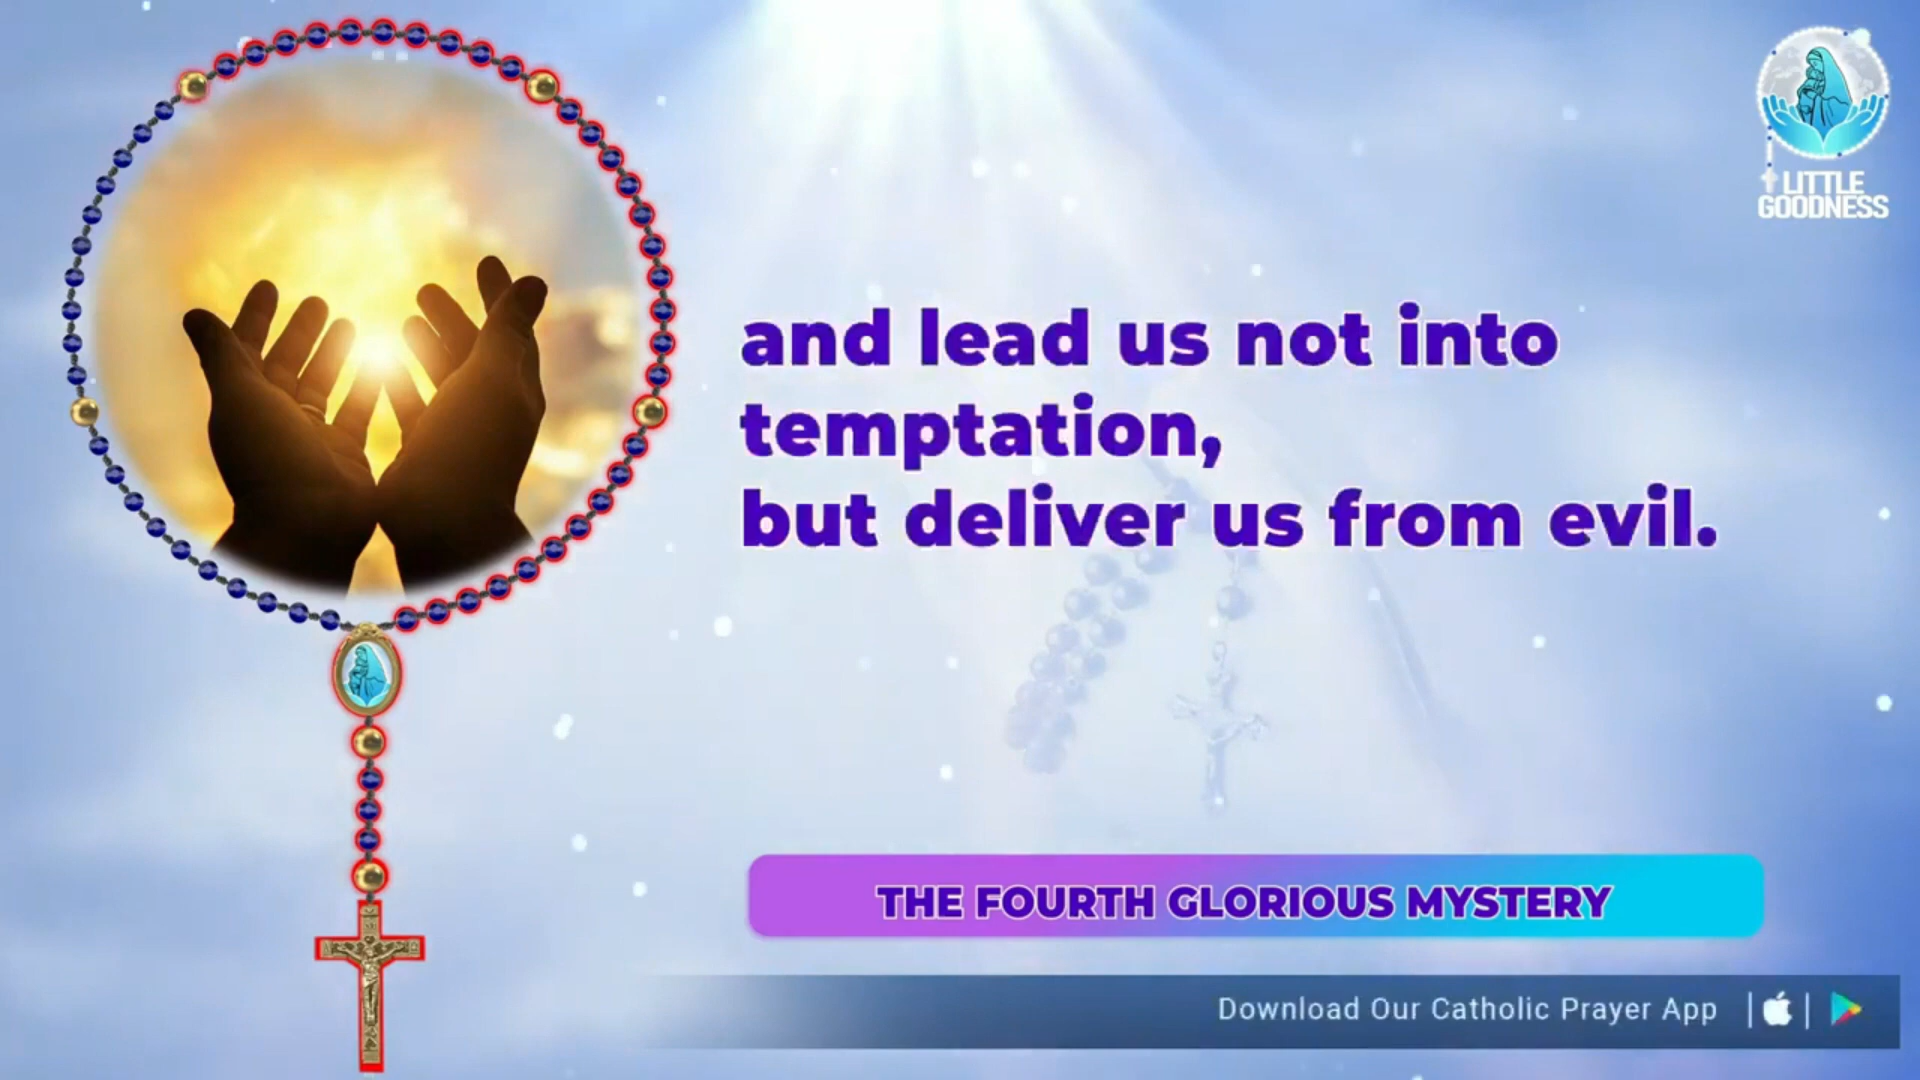 LITTLE
GOODNESS
and lead us not into
temptation,
but deliver us from evil.
THE FOURTH GLORIOUS MYSTERY
Download Our Catholic Prayer App